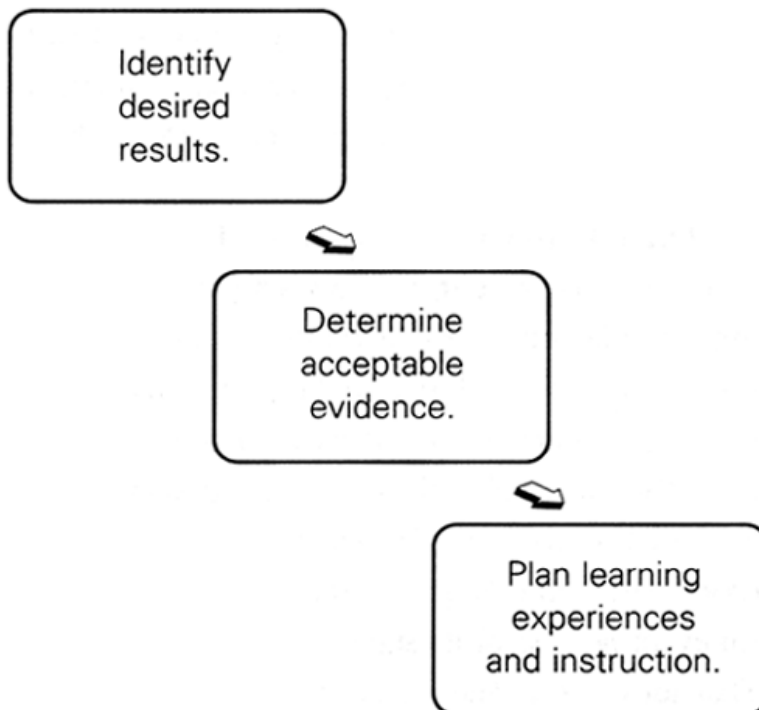 Identify
desired
results.
Determine
acceptable
evidence.
Plan learning
experiences
and instruction.